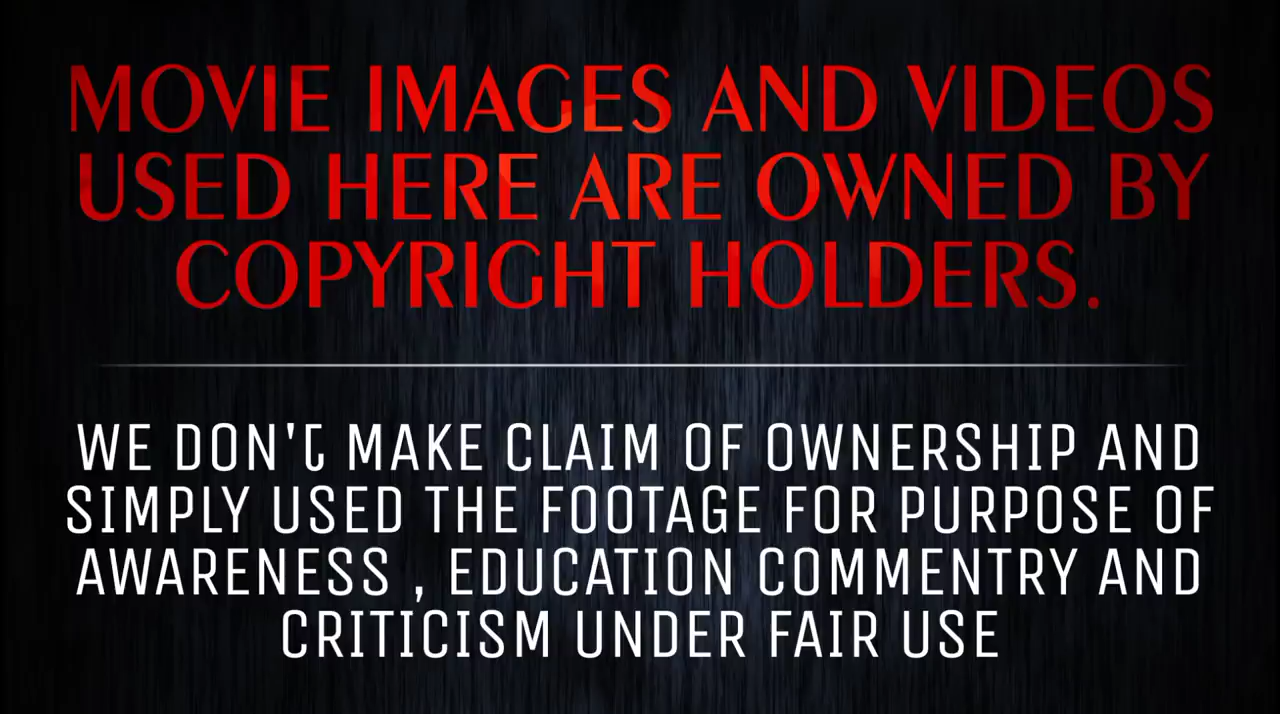 MOVIE IMAGES AND VIDEOS
USED HERE ARE OWNED BY
COPYRIGHT HOLDERS.
WE DON't MAKE CLAIM OF OWNERSHIP AND
SIMPLY USED THE FOOTAGE FOR PURPOSE OF
AWARENESS , EDUCATION COMMENTRY AND
CRITICISM UNDER FAIR USE